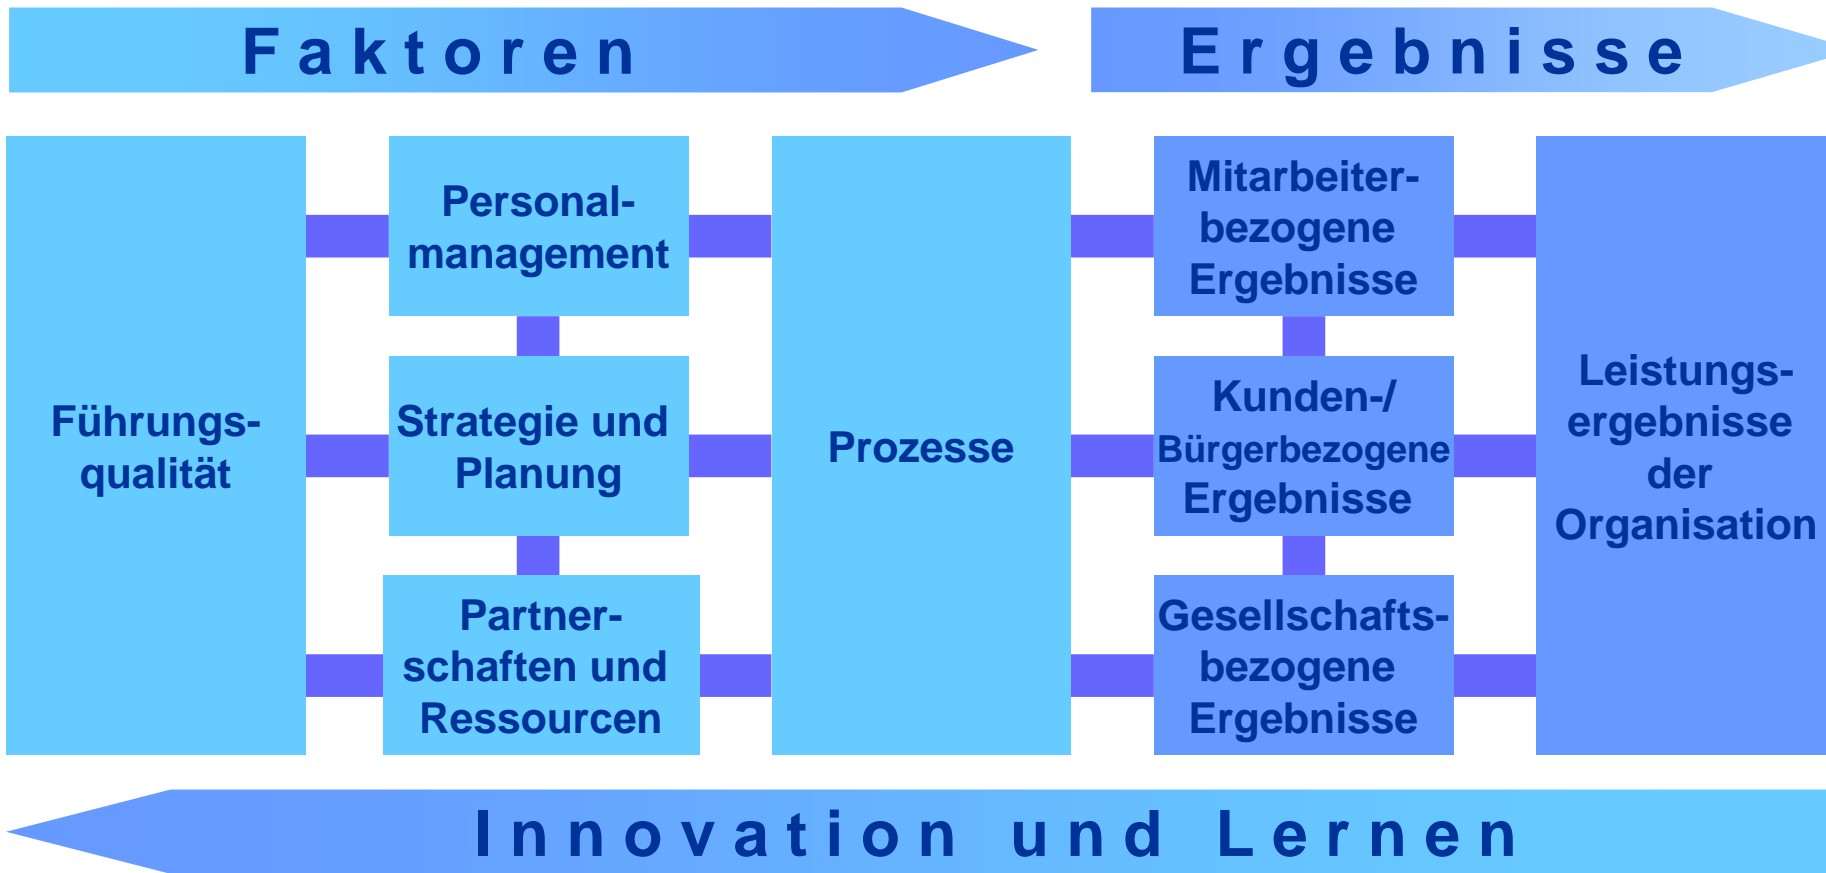 Faktoren
Ergebnisse
Führungs-
qualität
Personal-
management
Strategie und
Planung
Partner-
schaften und
Ressourcen
Prozesse
Mitarbeiter-
bezogene
Ergebnisse
Kunden-/
Bürgerbezogene
Ergebnisse
Gesellschafts-
bezogene
Ergebnisse
Leistungs-
ergebnisse
der
Organisation
Innovation und Lernen